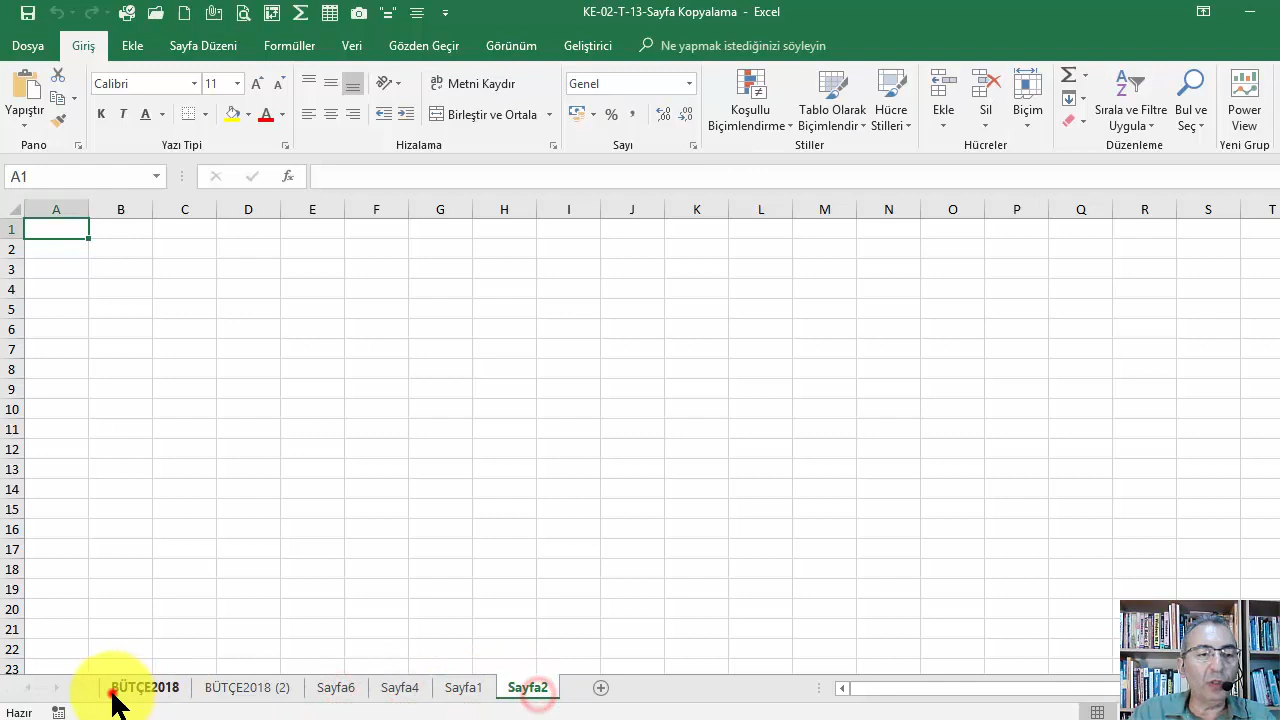 KE-02-T-13-Sayfa Kopyalama - Excel
Dosya Giriş Ekle Sayfa Düzeni Formüller Veri Gözden Geçir Görünüm Geliştirici Ne yapmak istediğinizi söyleyin
Yapıştır
Calibri 11
K T A A
Metni Kaydır
Birleştir ve Ortala
Genel
%
Koşullu
Biçimlendirme
Tablo Olarak
Biçimlendir
Hücre
Stilleri
Ekle
Sil
Biçim
Sırala ve Filtre
Uygula
Bul ve
Seç
Power
View
Pano Yazı Tipi Hizalama Sayı Stiller Hücreler Düzenleme Yeni Grup
A1 fx
A B C D E F G H I J K L M N O P Q R S T
1
2
3
4
5
6
7
8
9
10
11
12
13
14
15
16
17
18
19
20
21
22
23
BÜTÇE2018 BÜTÇE2018 (2) Sayfa6 Sayfa4 Sayfa1 Sayfa2
Hazır